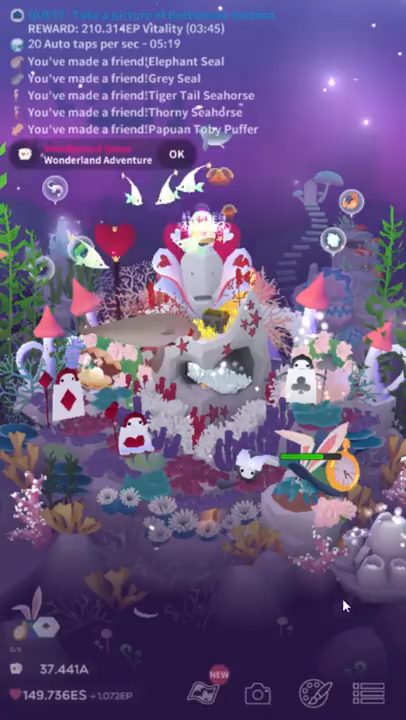 QUEST: Take a picture of
REWARD: 210.314EP Vitality (03:45)
20 Auto taps per sec - 05:19
You've made a friend!Elephant Seal
You've made a friend!Grey Seal
You've made a friend!Tiger Tail Seahorse
You've made a friend!Thorny Seahorse
You've made a friend!Papuan Toby Puffer
Wonderland Adventure
OK
37.441A
NEW
149.736ES +1.072EP